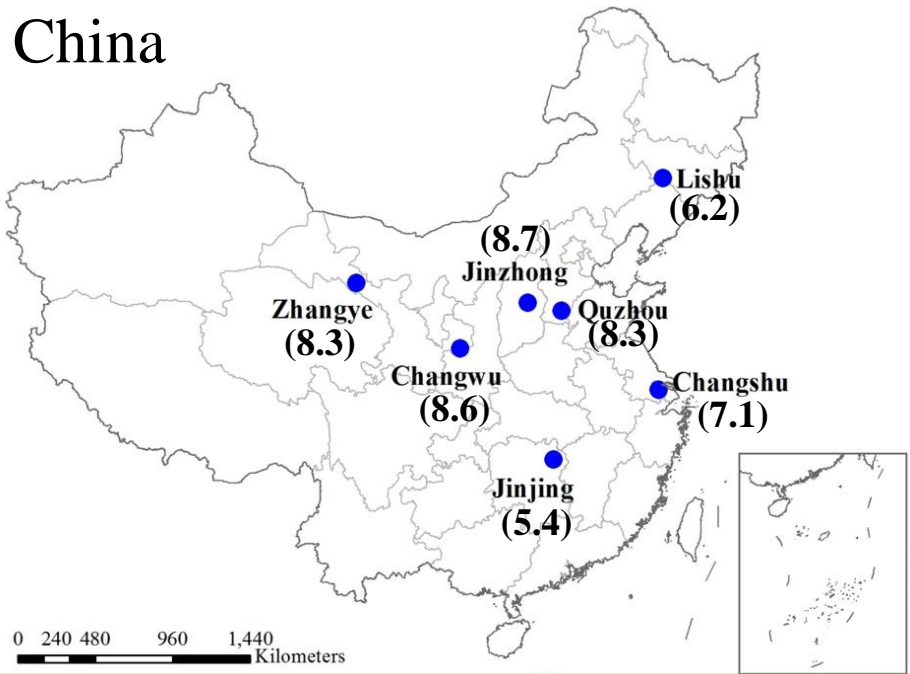 China
Lishu
(6.2)
(8.7)
Jinzhong
Zhangye
(8.3)
Quzhou
(8.3)
Changwu
(8.6)
Changshu
(7.1)
Jinjing
(5.4)
0 240 480 960 1,440
Kilometers